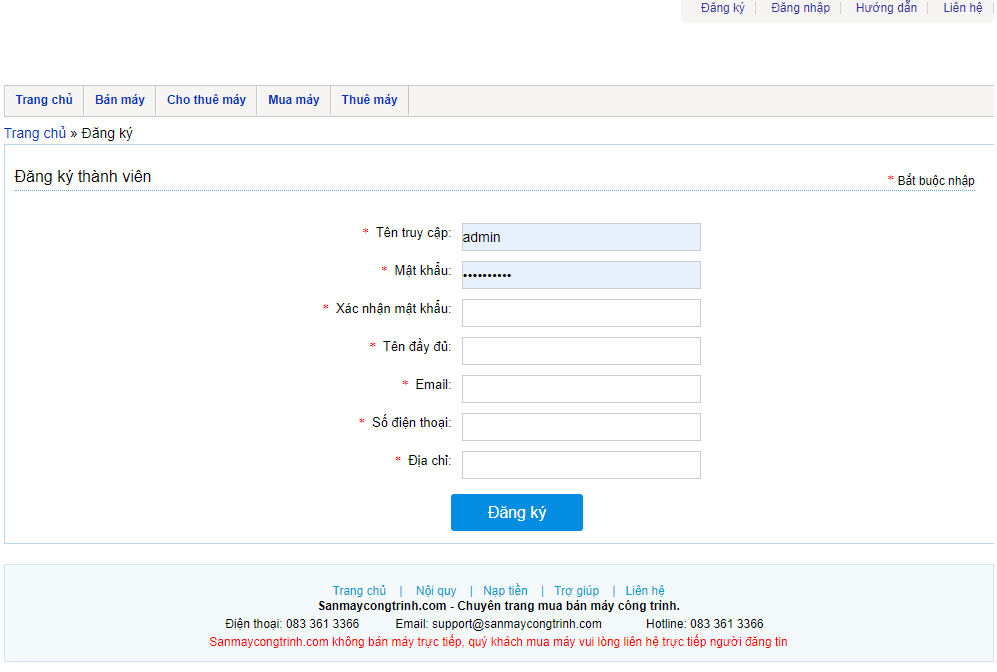 Đăng ký | Đăng nhập | Hướng dẫn | Liên hệ
Trang chủ Bán máy Cho thuê máy Mua máy Thuê máy
Trang chủ » Đăng ký
Đăng ký thành viên
* Bắt buộc nhập
* Tên truy cập: admin
* Mật khẩu: ••••••••••
* Xác nhận mật khẩu:
* Tên đầy đủ:
* Email:
* Số điện thoại:
* Địa chỉ:
Đăng ký
Trang chủ | Nội quy | Nạp tiền | Trợ giúp | Liên hệ
Sanmaycongtrinh.com - Chuyên trang mua bán máy công trình.
Điện thoại: 083 361 3366 Email: support@sanmaycongtrinh.com Hotline: 083 361 3366
Sanmaycongtrinh.com không bán máy trực tiếp, quý khách mua máy vui lòng liên hệ trực tiếp người đăng tin